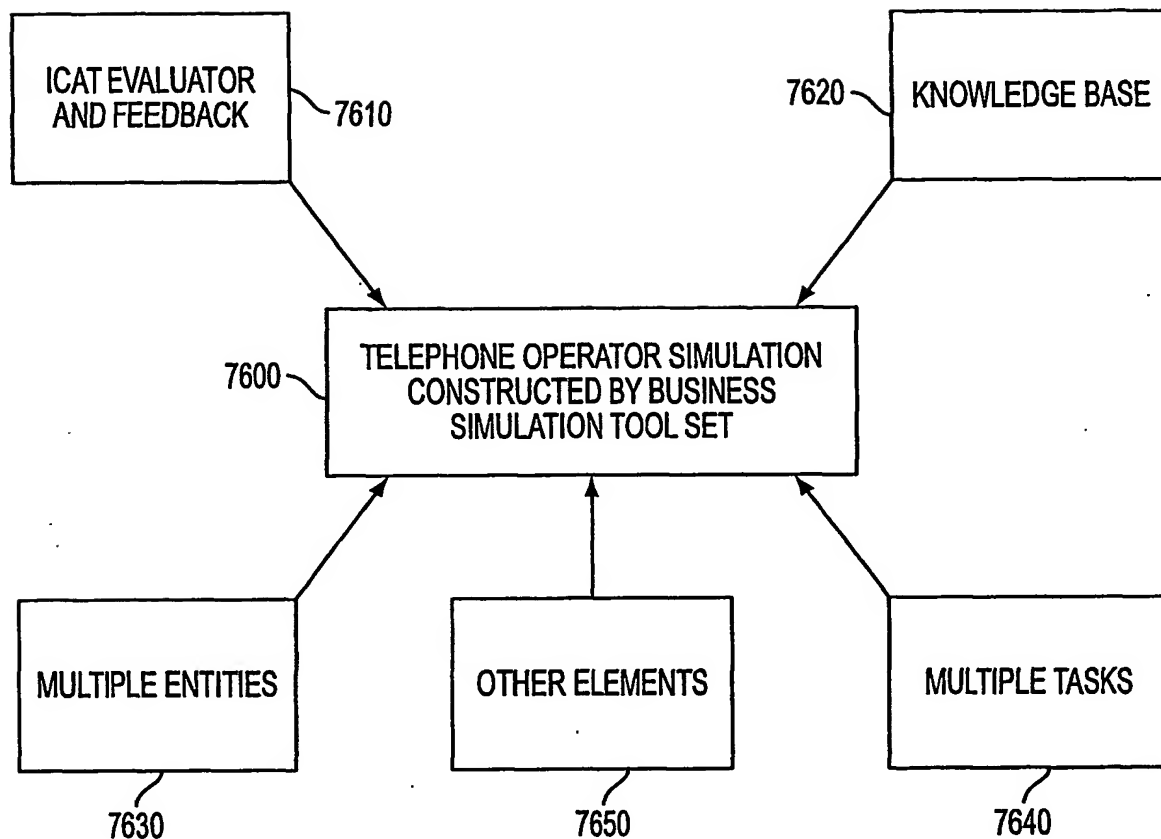 ICAT EVALUATOR
AND FEEDBACK
7610
7620
KNOWLEDGE BASE
7600
TELEPHONE OPERATOR SIMULATION
CONSTRUCTED BY BUSINESS
SIMULATION TOOL SET
MULTIPLE ENTITIES
OTHER ELEMENTS
MULTIPLE TASKS
7630
7650
7640